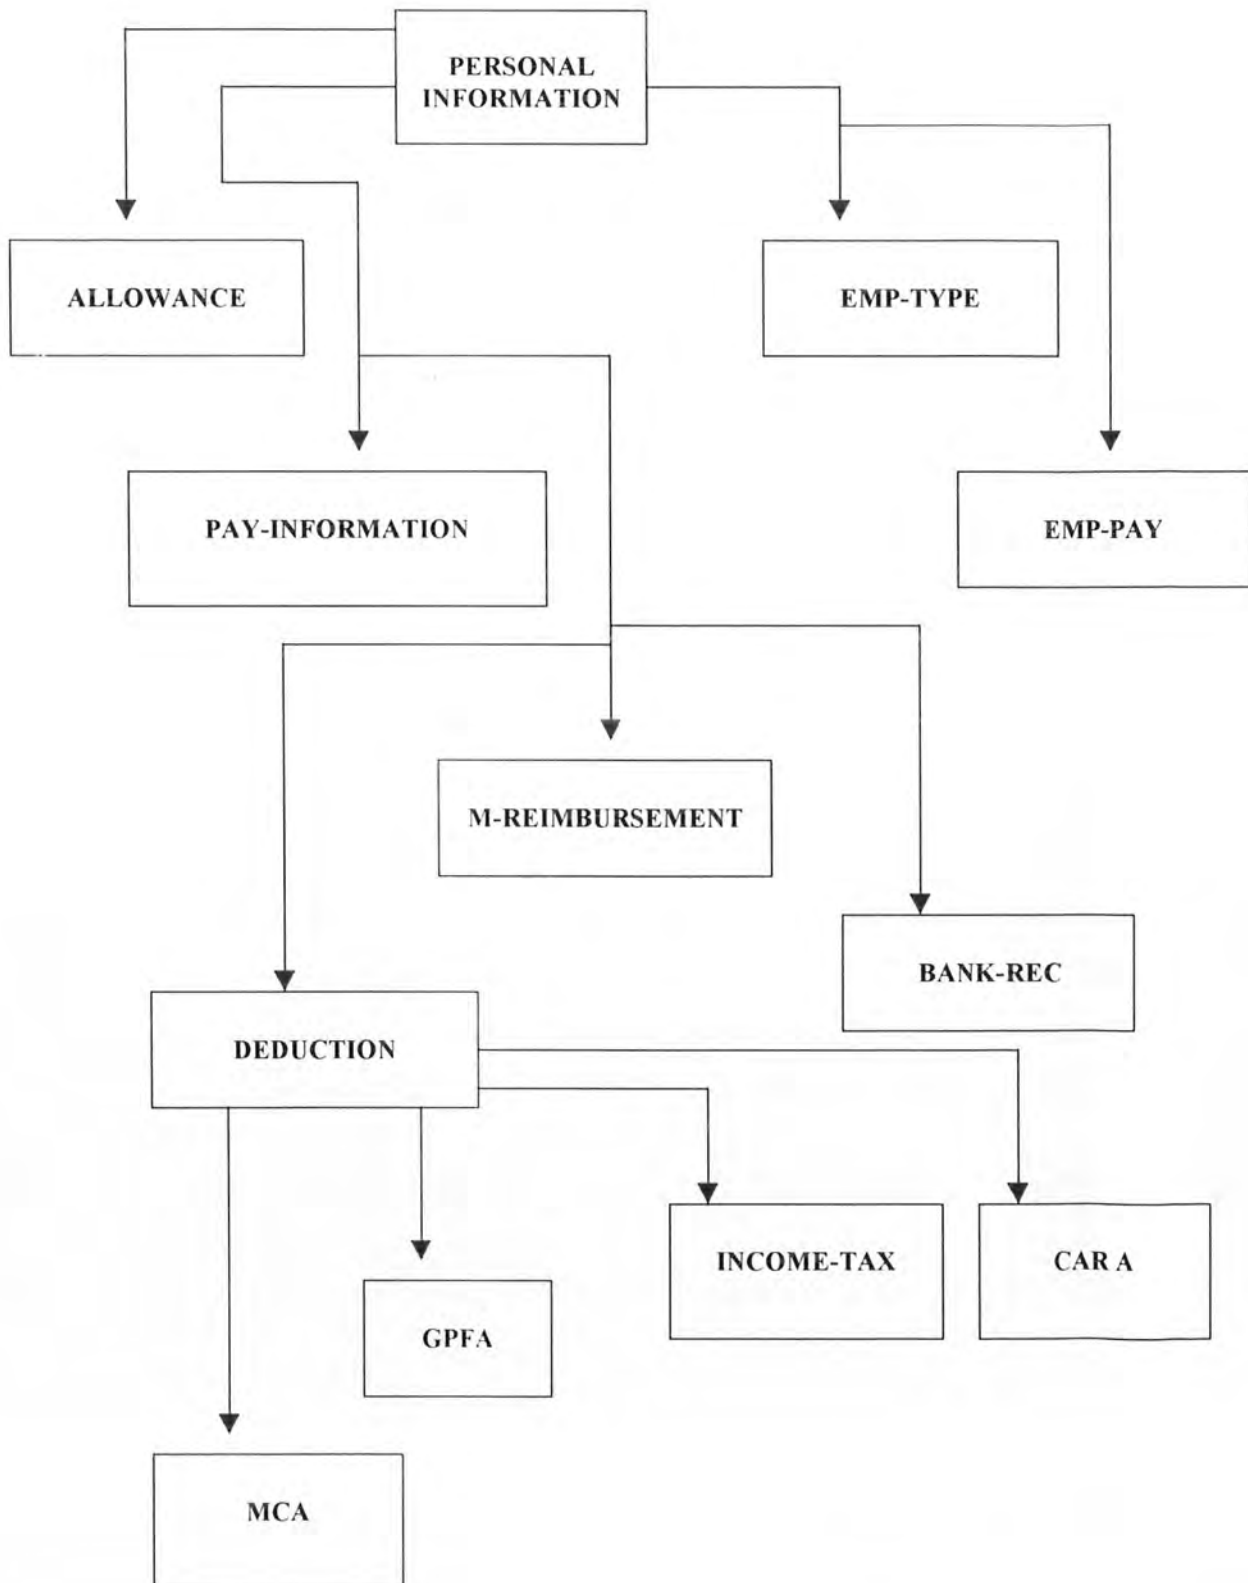 PERSONAL
INFORMATION
ALLOWANCE
EMP-TYPE
PAY-INFORMATION
EMP-PAY
M-REIMBURSEMENT
BANK-REC
DEDUCTION
INCOME-TAX
CAR A
GPFA
MCA